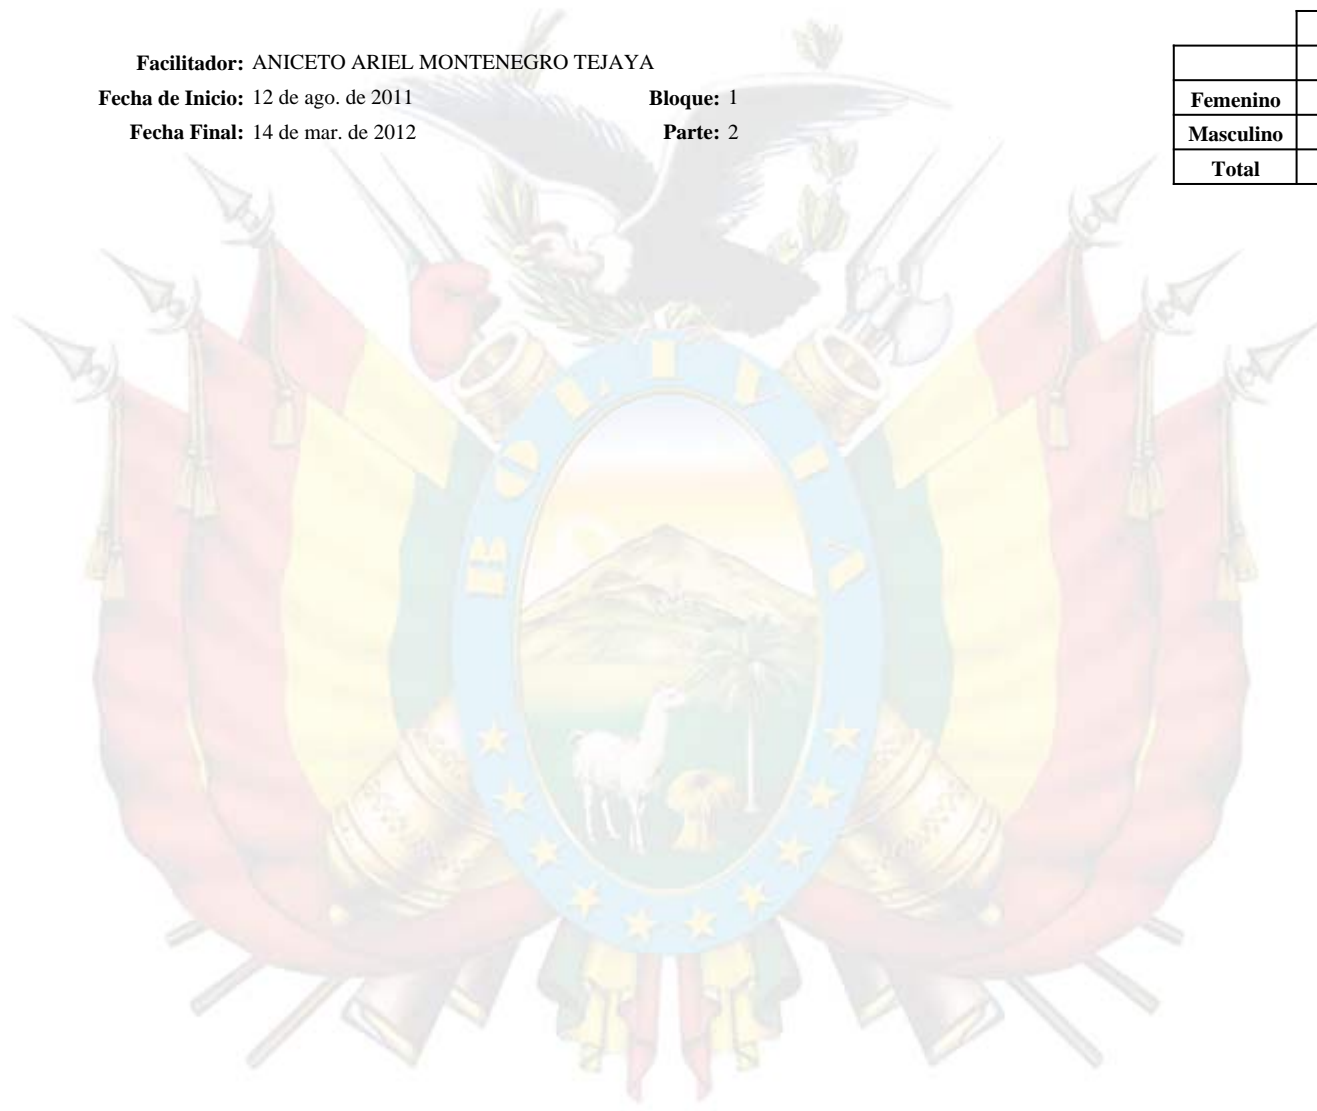 Facilitador: ANICETO ARIEL MONTENEGRO TEJAYA
Fecha de Inicio: 12 de ago. de 2011 Bloque: 1
Fecha Final: 14 de mar. de 2012 Parte: 2
Femenino
Masculino
Total
BOLIVIA